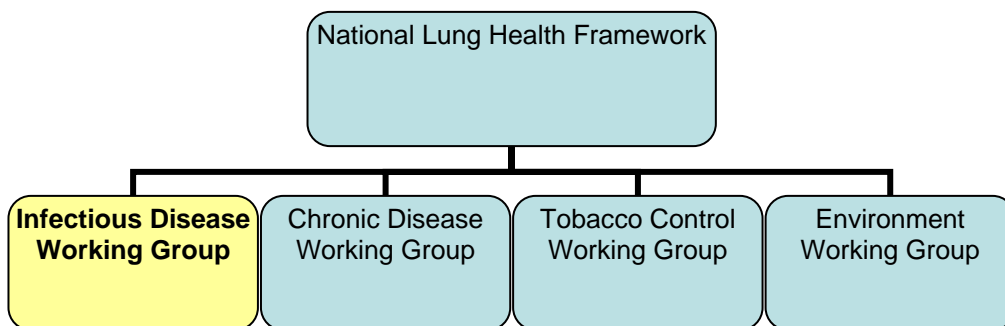 National Lung Health Framework
Infectious Disease
Working Group
Chronic Disease
Working Group
Tobacco Control
Working Group
Environment
Working Group